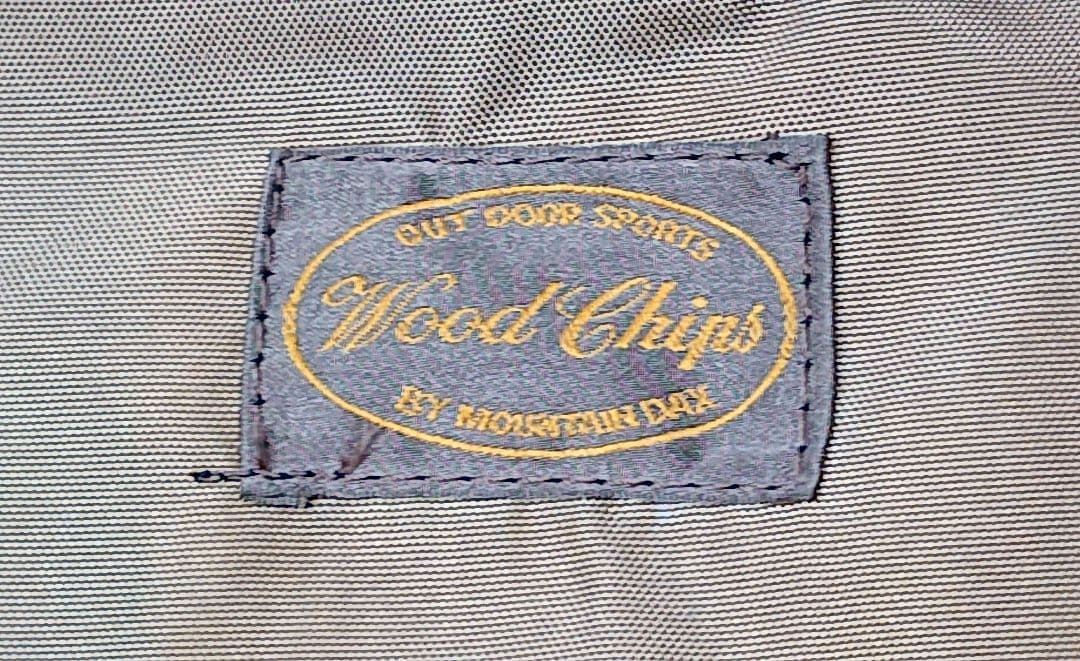 OUT DOOR SPORTS
Wood Chips
BY MOUNTAIN DAX